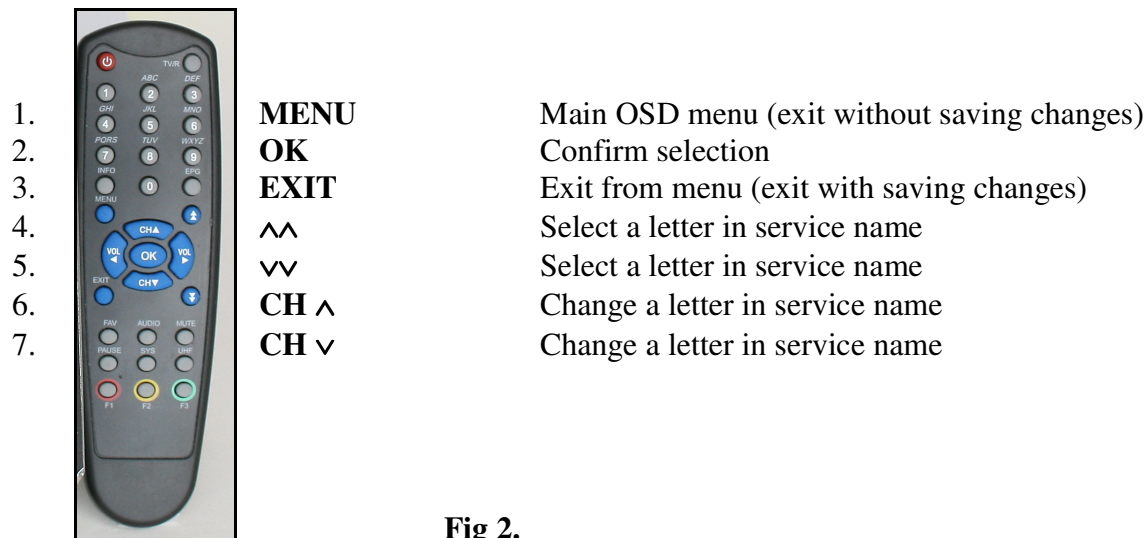 TV/R
ABC DEF
1 2 3
GHI JKL MNO
4 5 6
PQRS TUV WXYZ
7 8 9
INFO EPG
0
MENU
CH▲
VOL ◀ OK VOL ▶
CH▼
EXIT
FAV AUDIO MUTE
PAUSE SYS UHF
F1 F2 F3
1. MENU Main OSD menu (exit without saving changes)
2. OK Confirm selection
3. EXIT Exit from menu (exit with saving changes)
4. ∧∧ Select a letter in service name
5. ∨∨ Select a letter in service name
6. CH ∧ Change a letter in service name
7. CH ∨ Change a letter in service name
Fig 2.